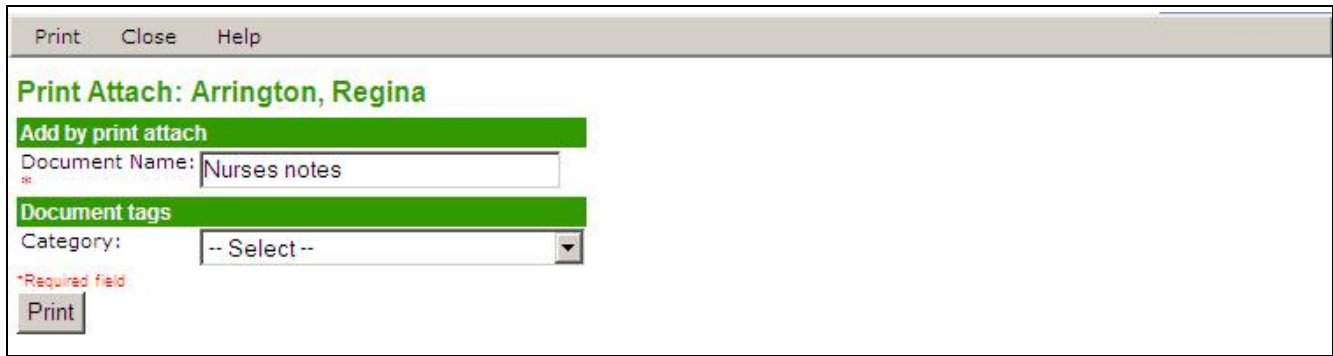 Print Close Help
Print Attach: Arrington, Regina
Add by print attach
Document Name: Nurses notes
*
Document tags
Category: -- Select --
*Required field
Print